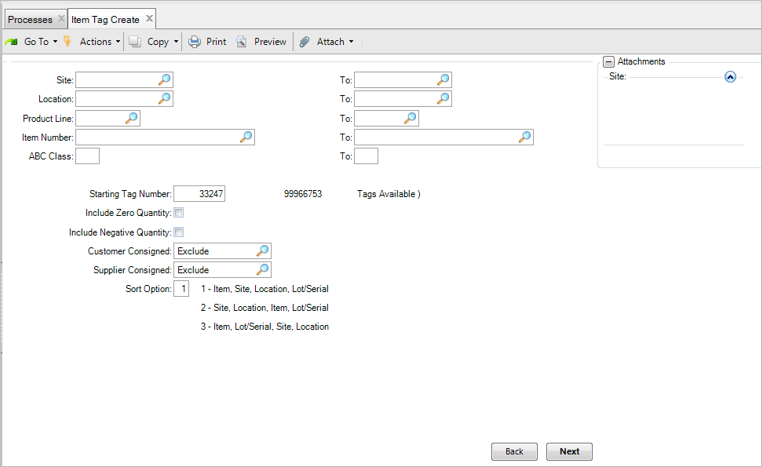 Processes Item Tag Create
Go To Actions Copy Print Preview Attach
Attachments
Site:
Site: To:
Location: To:
Product Line: To:
Item Number: To:
ABC Class: To:
Starting Tag Number: 33247 99966753 Tags Available )
Include Zero Quantity:
Include Negative Quantity:
Customer Consigned: Exclude
Supplier Consigned: Exclude
Sort Option: 1 1 - Item, Site, Location, Lot/Serial
2 - Site, Location, Item, Lot/Serial
3 - Item, Lot/Serial, Site, Location
Back Next